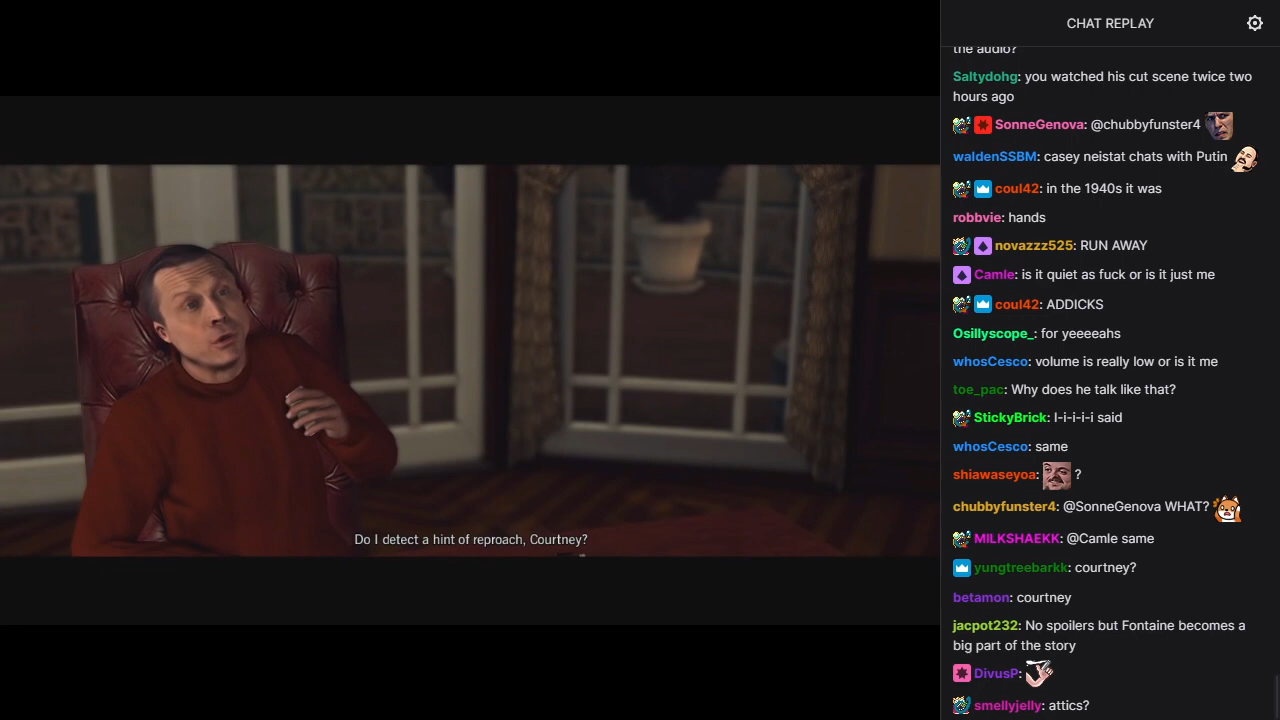 CHAT REPLAY
the audio?
Saltydohg: you watched his cut scene twice two
hours ago
SonneGenova: @chubbyfunster4
waldenSSBM: casey neistat chats with Putin
coul42: in the 1940s it was
robbvie: hands
novazzz525: RUN AWAY
Camle: is it quiet as fuck or is it just me
coul42: ADDICKS
Osillyscope_: for yeeeeahs
whosCesco: volume is really low or is it me
toe_pac: Why does he talk like that?
StickyBrick: I-i-i-i-i said
whosCesco: same
shiawaseyoa: ?
chubbyfunster4: @SonneGenova WHAT?
MILKSHAEKK: @Camle same
yungtreebarkk: courtney?
betamon: courtney
jacpot232: No spoilers but Fontaine becomes a
big part of the story
DivusP:
smellyjelly: attics?
Do I detect a hint of reproach, Courtney?